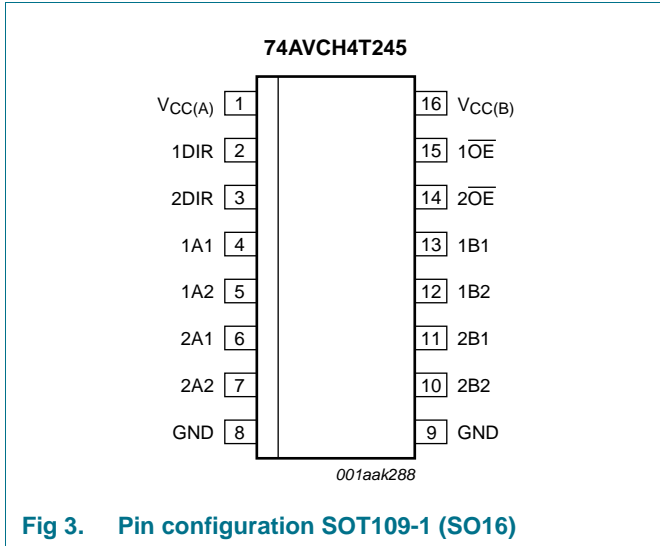 74AVCH4T245
VCC(A) 1 16 VCC(B)
1DIR 2 15 1O̅E̅
2DIR 3 14 2O̅E̅
1A1 4 13 1B1
1A2 5 12 1B2
2A1 6 11 2B1
2A2 7 10 2B2
GND 8 9 GND
001aak288
Fig 3. Pin configuration SOT109-1 (SO16)